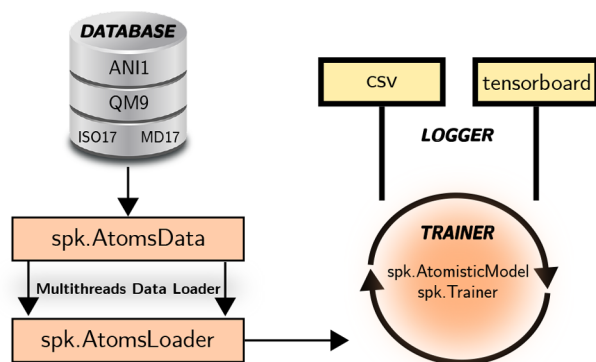 DATABASE
ANI1
QM9
ISO17 MD17
spk.AtomsData
Multithreads Data Loader
spk.AtomsLoader
CSV
tensorboard
LOGGER
TRAINER
spk.AtomisticModel
spk.Trainer